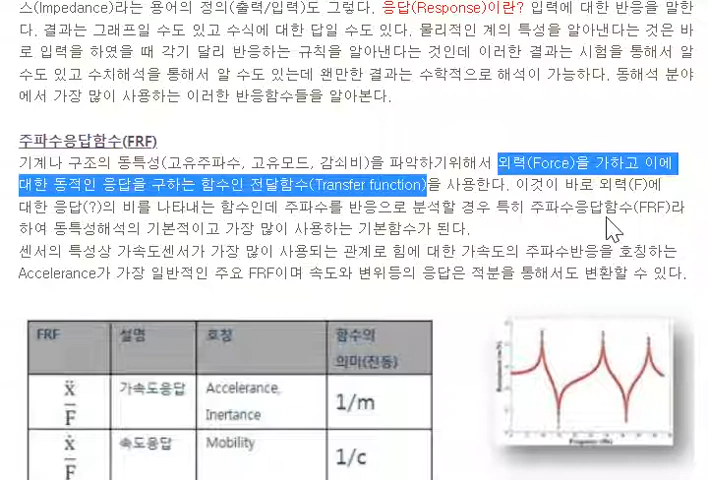 스(Impedance)라는 용어의 정의(출력/입력)도 그렇다. 응답(Response)이란? 입력에 대한 반응을 말한
다. 결과는 그래프일 수도 있고 수식에 대한 답일 수도 있다. 물리적인 계의 특성을 알아낸다는 것은 바
로 입력을 하였을 때 각기 달리 반응하는 규칙을 알아낸다는 것인데 이러한 결과는 시험을 통해서 알
수도 있고 수치해석을 통해서 알 수도 있는데 왠만한 결과는 수학적으로 해석이 가능하다. 동해석 분야
에서 가장 많이 사용하는 이러한 반응함수들을 알아본다.
주파수응답함수(FRF)
기계나 구조의 동특성(고유주파수, 고유모드, 감쇠비)을 파악하기위해서 외력(Force)을 가하고 이에
대한 동적인 응답을 구하는 함수인 전달함수(Transfer function)을 사용한다. 이것이 바로 외력(F)에
대한 응답(?)의 비를 나타내는 함수인데 주파수를 반응으로 분석할 경우 특히 주파수응답함수(FRF)라
하여 동특성해석의 기본적이고 가장 많이 사용하는 기본함수가 된다.
센서의 특성상 가속도센서가 가장 많이 사용되는 관계로 힘에 대한 가속도의 주파수반응을 호칭하는
Accelerance가 가장 일반적인 주요 FRF이며 속도와 변위등의 응답은 적분을 통해서도 변환할 수 있다.
FRF 설명 호칭 함수의
의미(진동)
ẍ/F 가속도응답 Accelerance, Inertance 1/m
ẋ/F 속도응답 Mobility 1/c